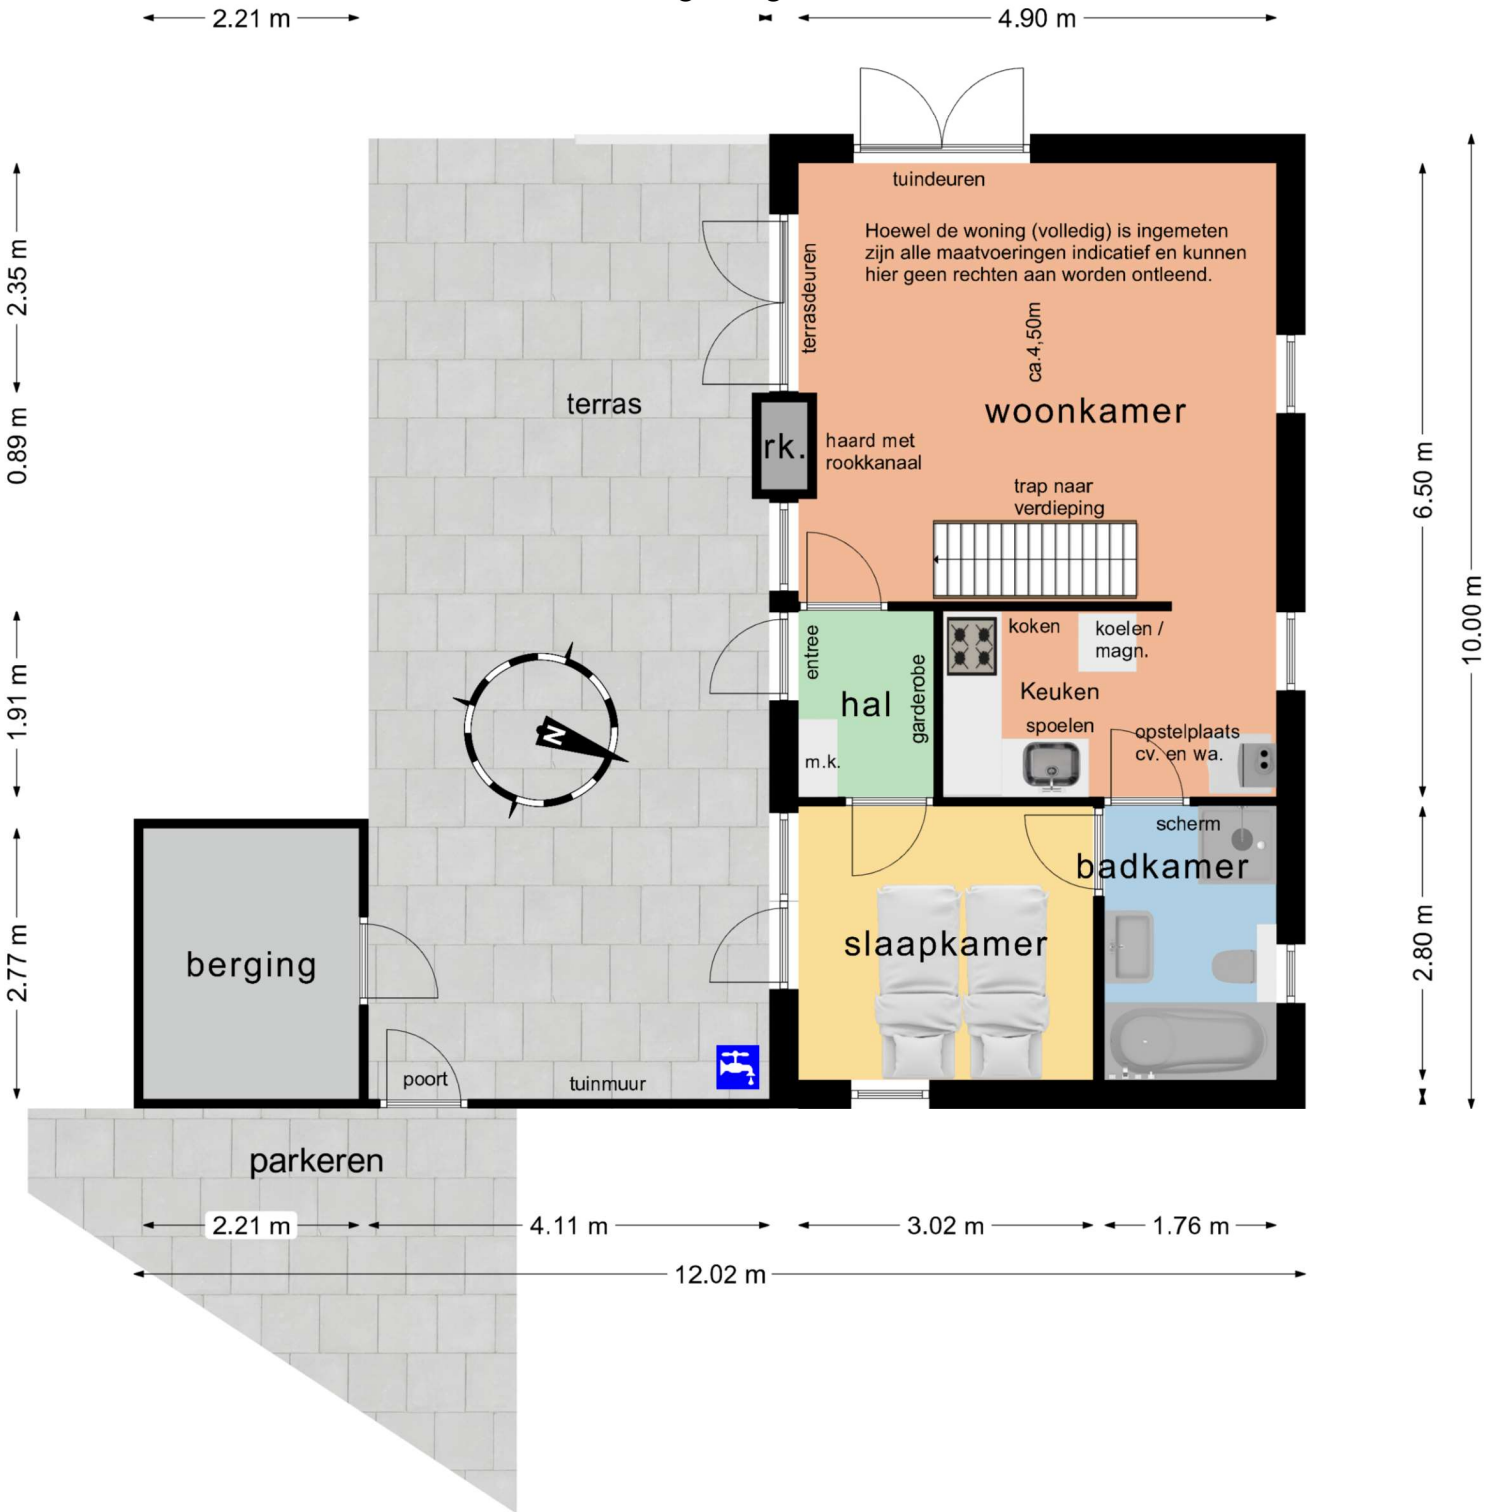 2.21 m
4.90 m
tuindeuren
Hoewel de woning (volledig) is ingemeten
zijn alle maatvoeringen indicatief en kunnen
hier geen rechten aan worden ontleend.
terrasdeuren
ca.4,50m
2.35 m
terras
woonkamer
rk.
haard met
rookkanaal
0.89 m
6.50 m
trap naar
verdieping
10.00 m
entree
koken
koelen /
magn.
garderobe
hal
Keuken
1.91 m
spoelen
opstelplaats
cv. en wa.
N
m.k.
scherm
badkamer
slaapkamer
berging
2.77 m
2.80 m
poort
tuinmuur
parkeren
2.21 m
4.11 m
3.02 m
1.76 m
12.02 m